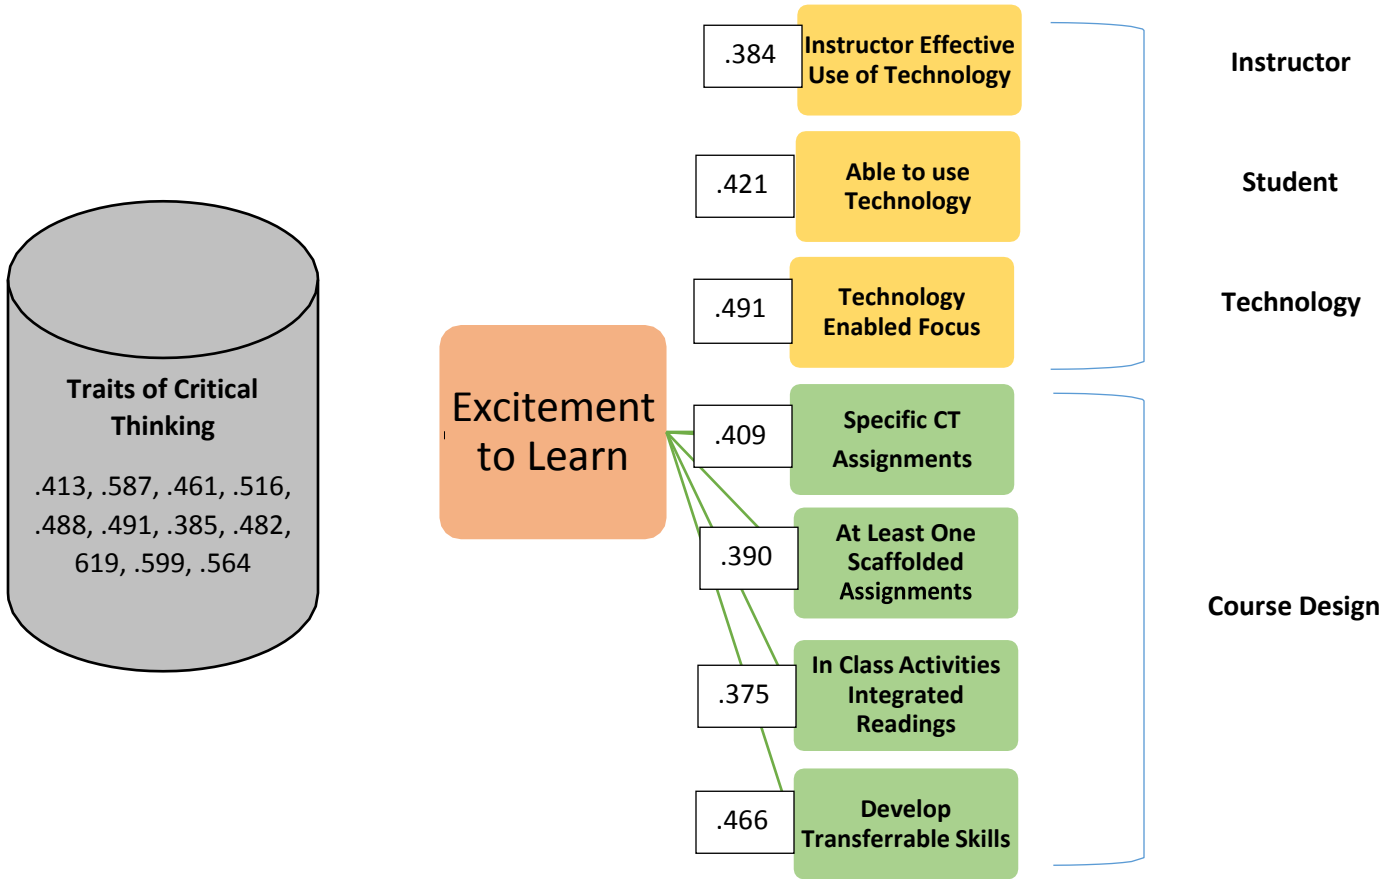 Traits of Critical
Thinking
.413, .587, .461, .516,
.488, .491, .385, .482,
619, .599, .564
Excitement
to Learn
.384
Instructor Effective
Use of Technology
.421
Able to use
Technology
.491
Technology
Enabled Focus
.409
Specific CT
Assignments
.390
At Least One
Scaffolded
Assignments
.375
In Class Activities
Integrated
Readings
.466
Develop
Transferrable Skills
Instructor
Student
Technology
Course Design